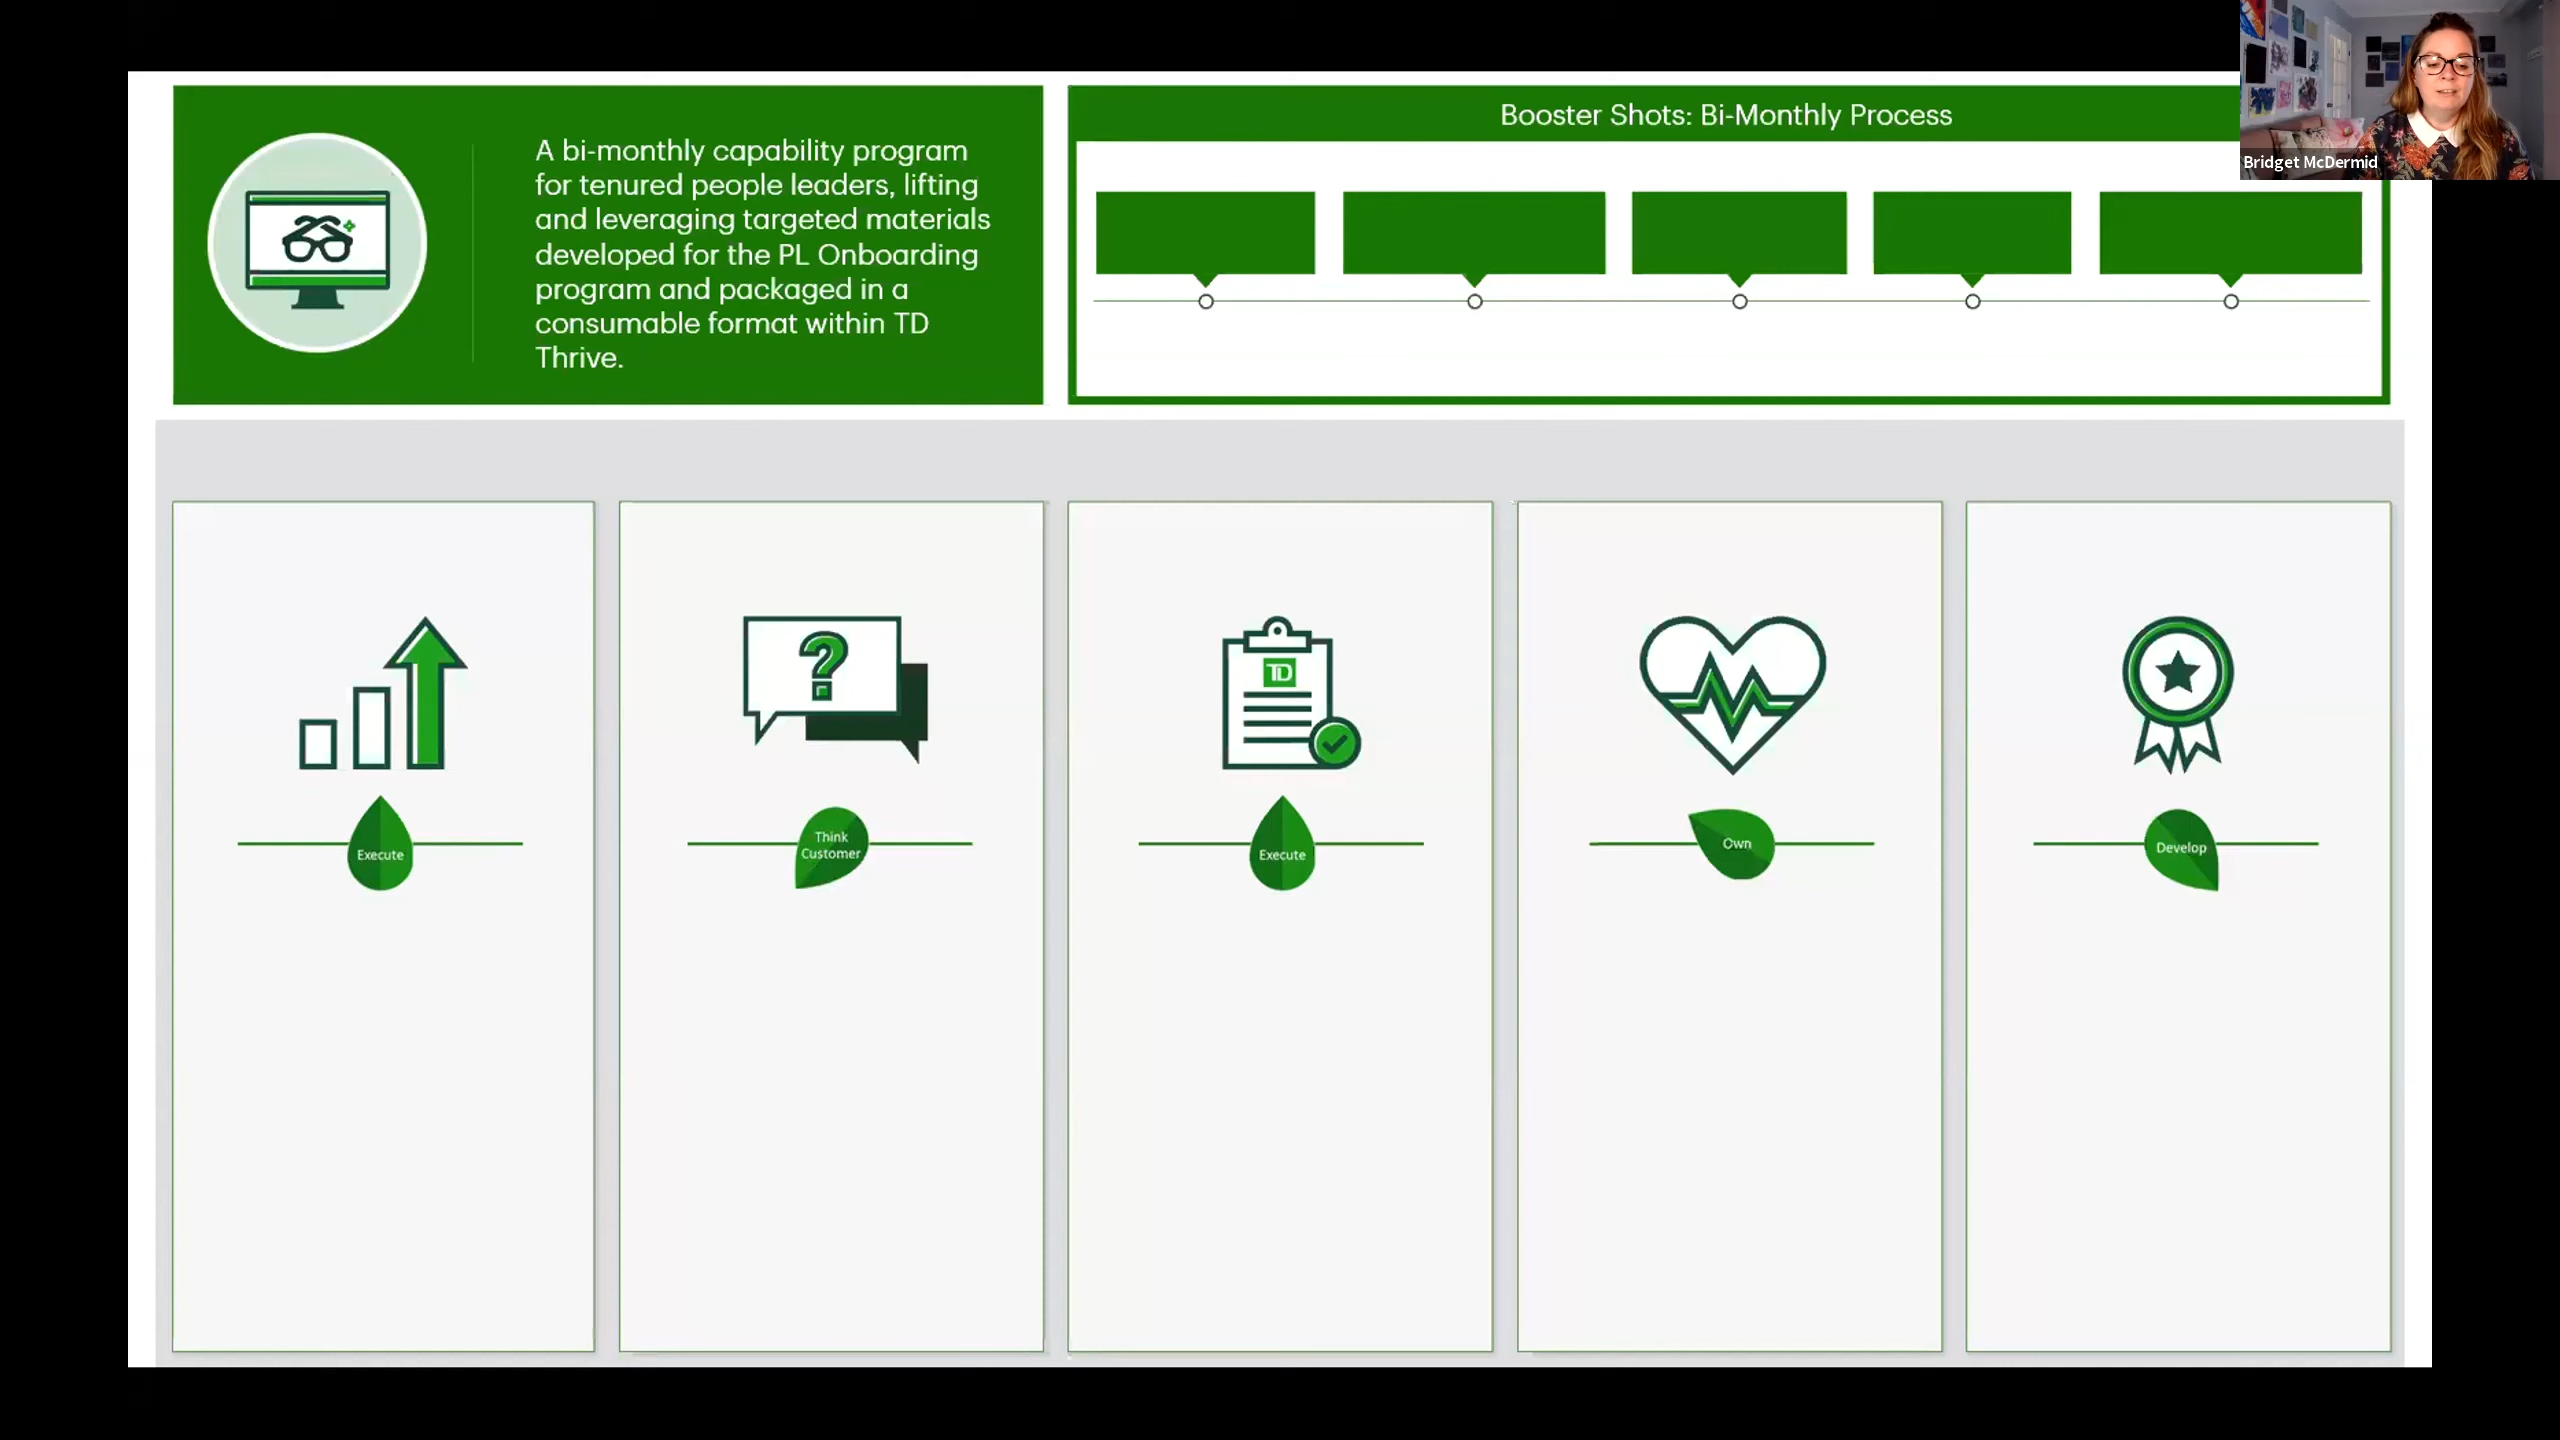 Booster Shots: Bi-Monthly Process
Bridget McDermid
A bi-monthly capability program
for tenured people leaders, lifting
and leveraging targeted materials
developed for the PL Onboarding
program and packaged in a
consumable format within TD
Thrive.
?
TD
Execute
Think
Customer
Execute
Own
Develop